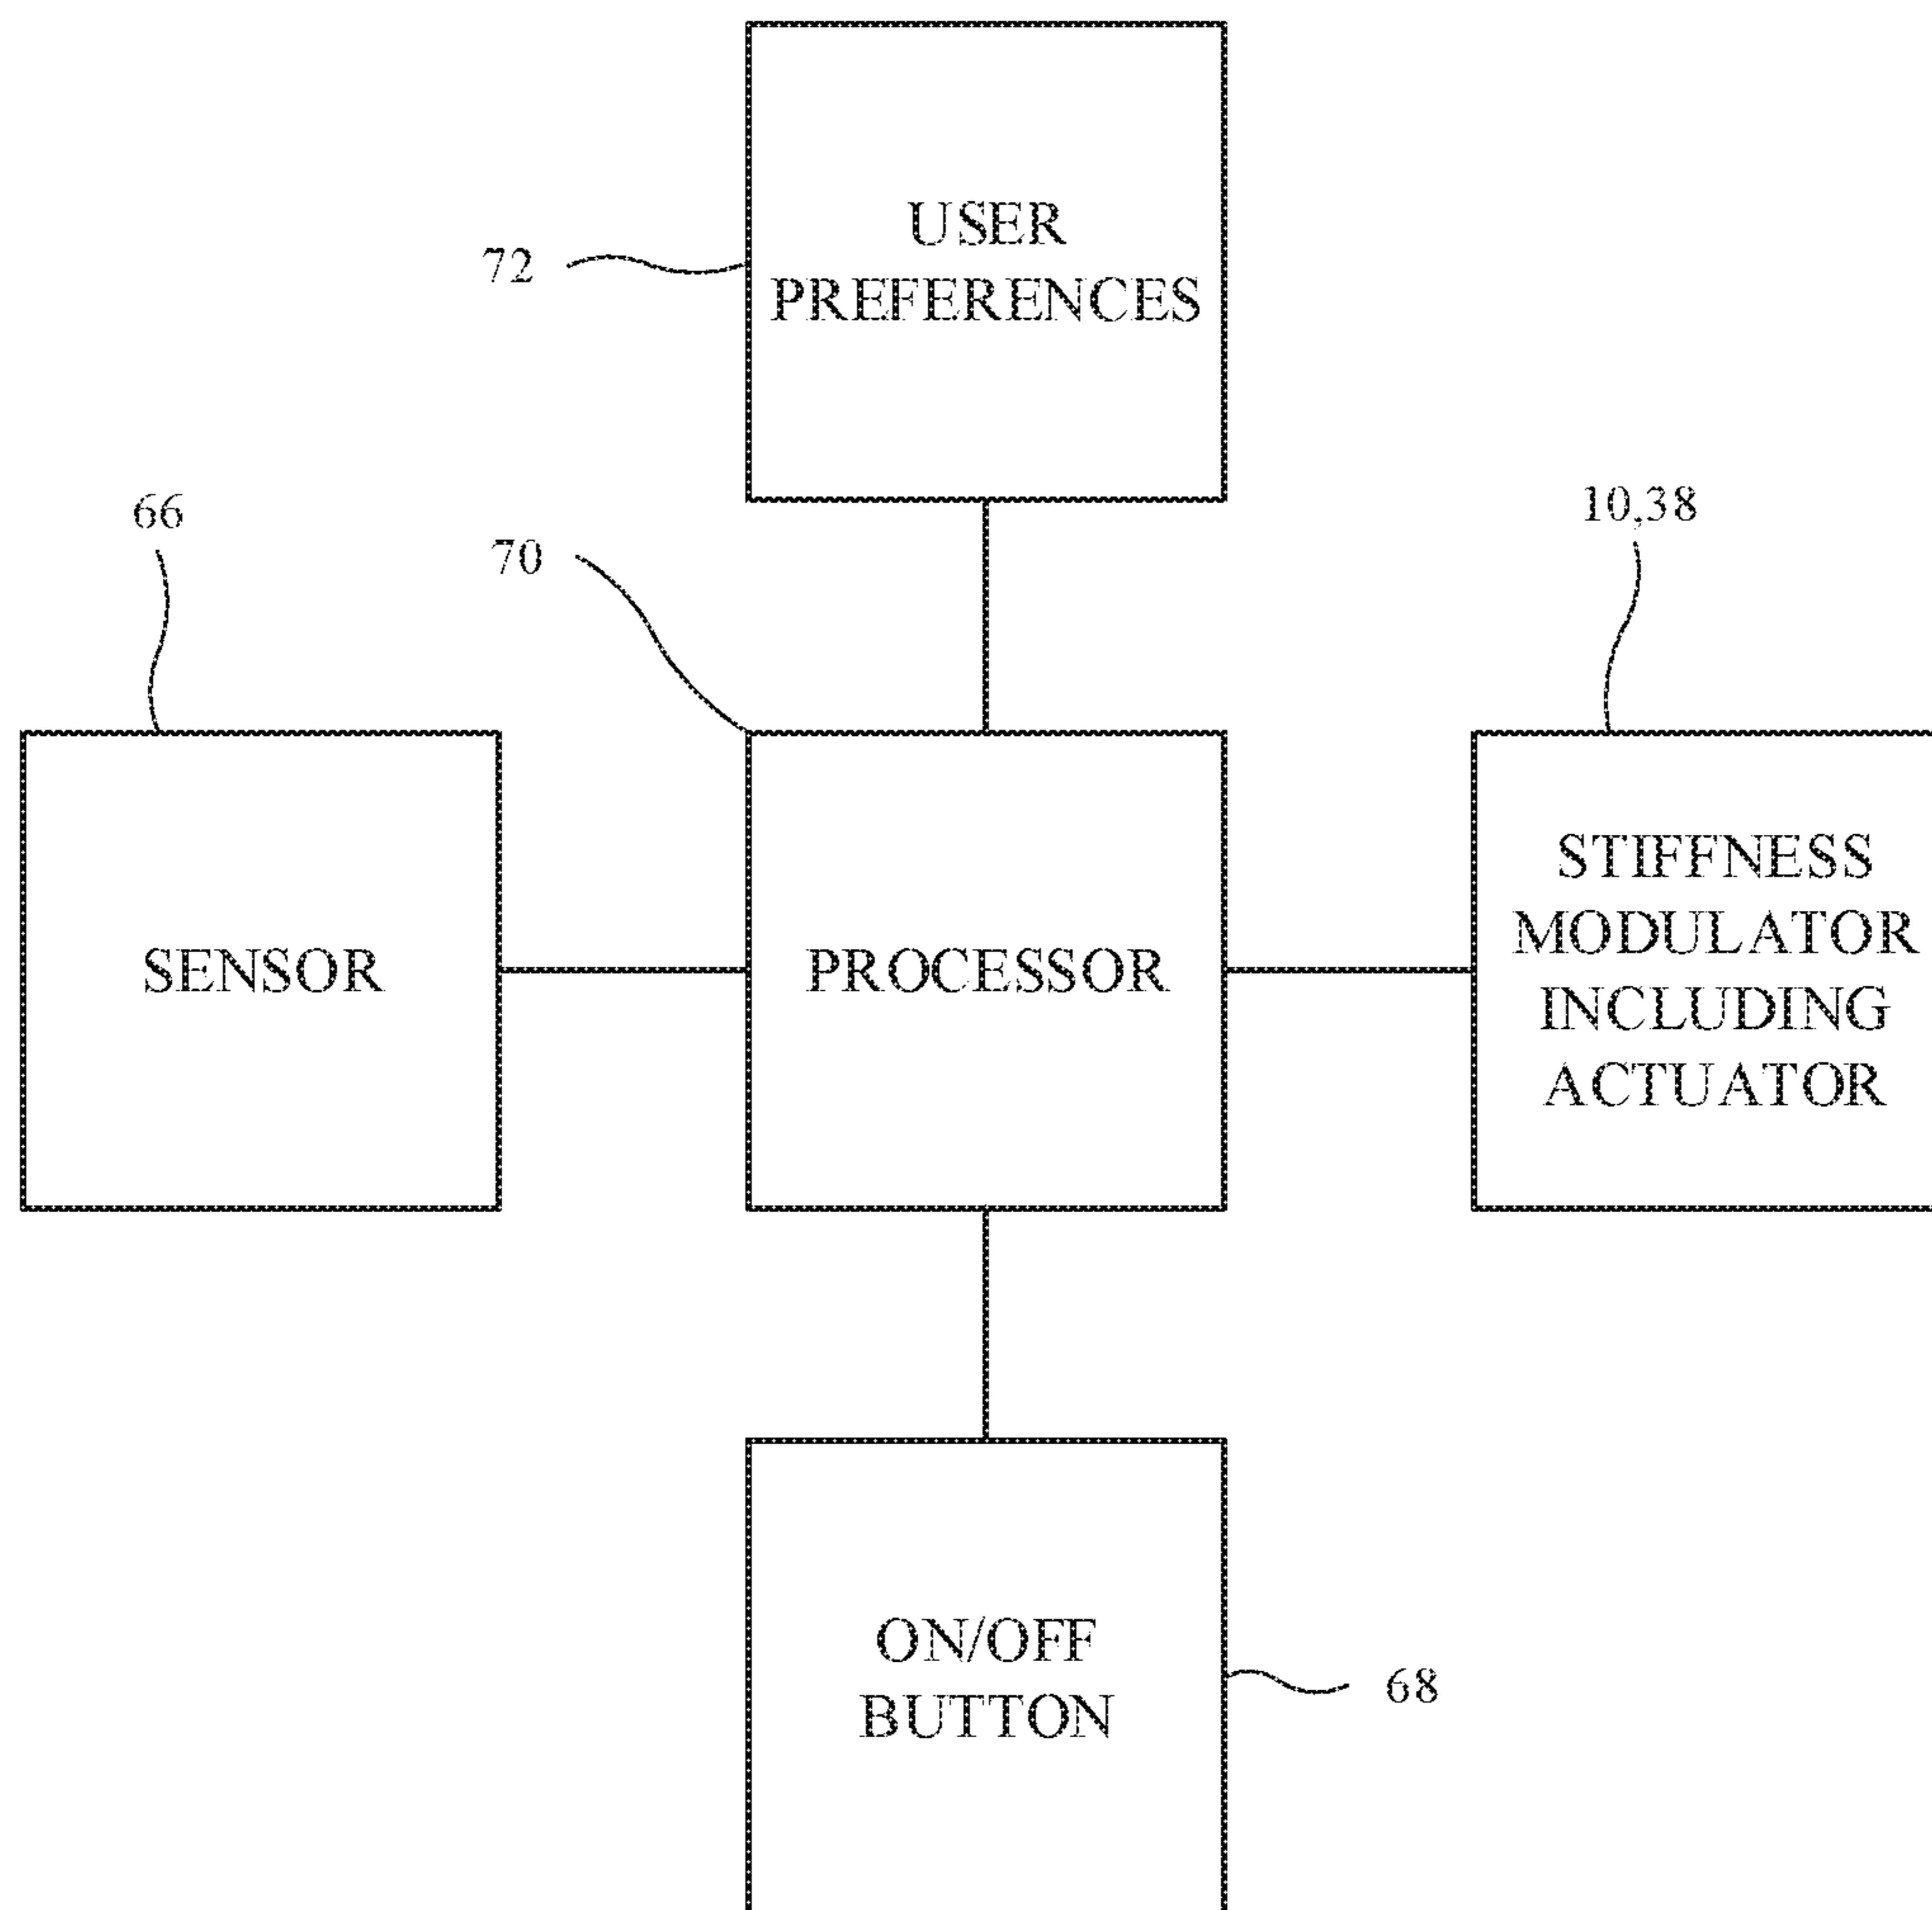 USER
PREFERENCES
72
66
70
10,38
SENSOR
PROCESSOR
STIFFNESS
MODULATOR
INCLUDING
ACTUATOR
ON/OFF
BUTTON
68